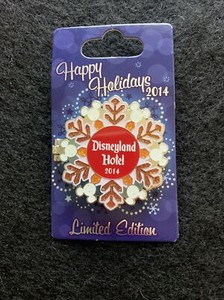 Happy
Holidays
2014
Disneyland
Hotel
2014
Limited Edition